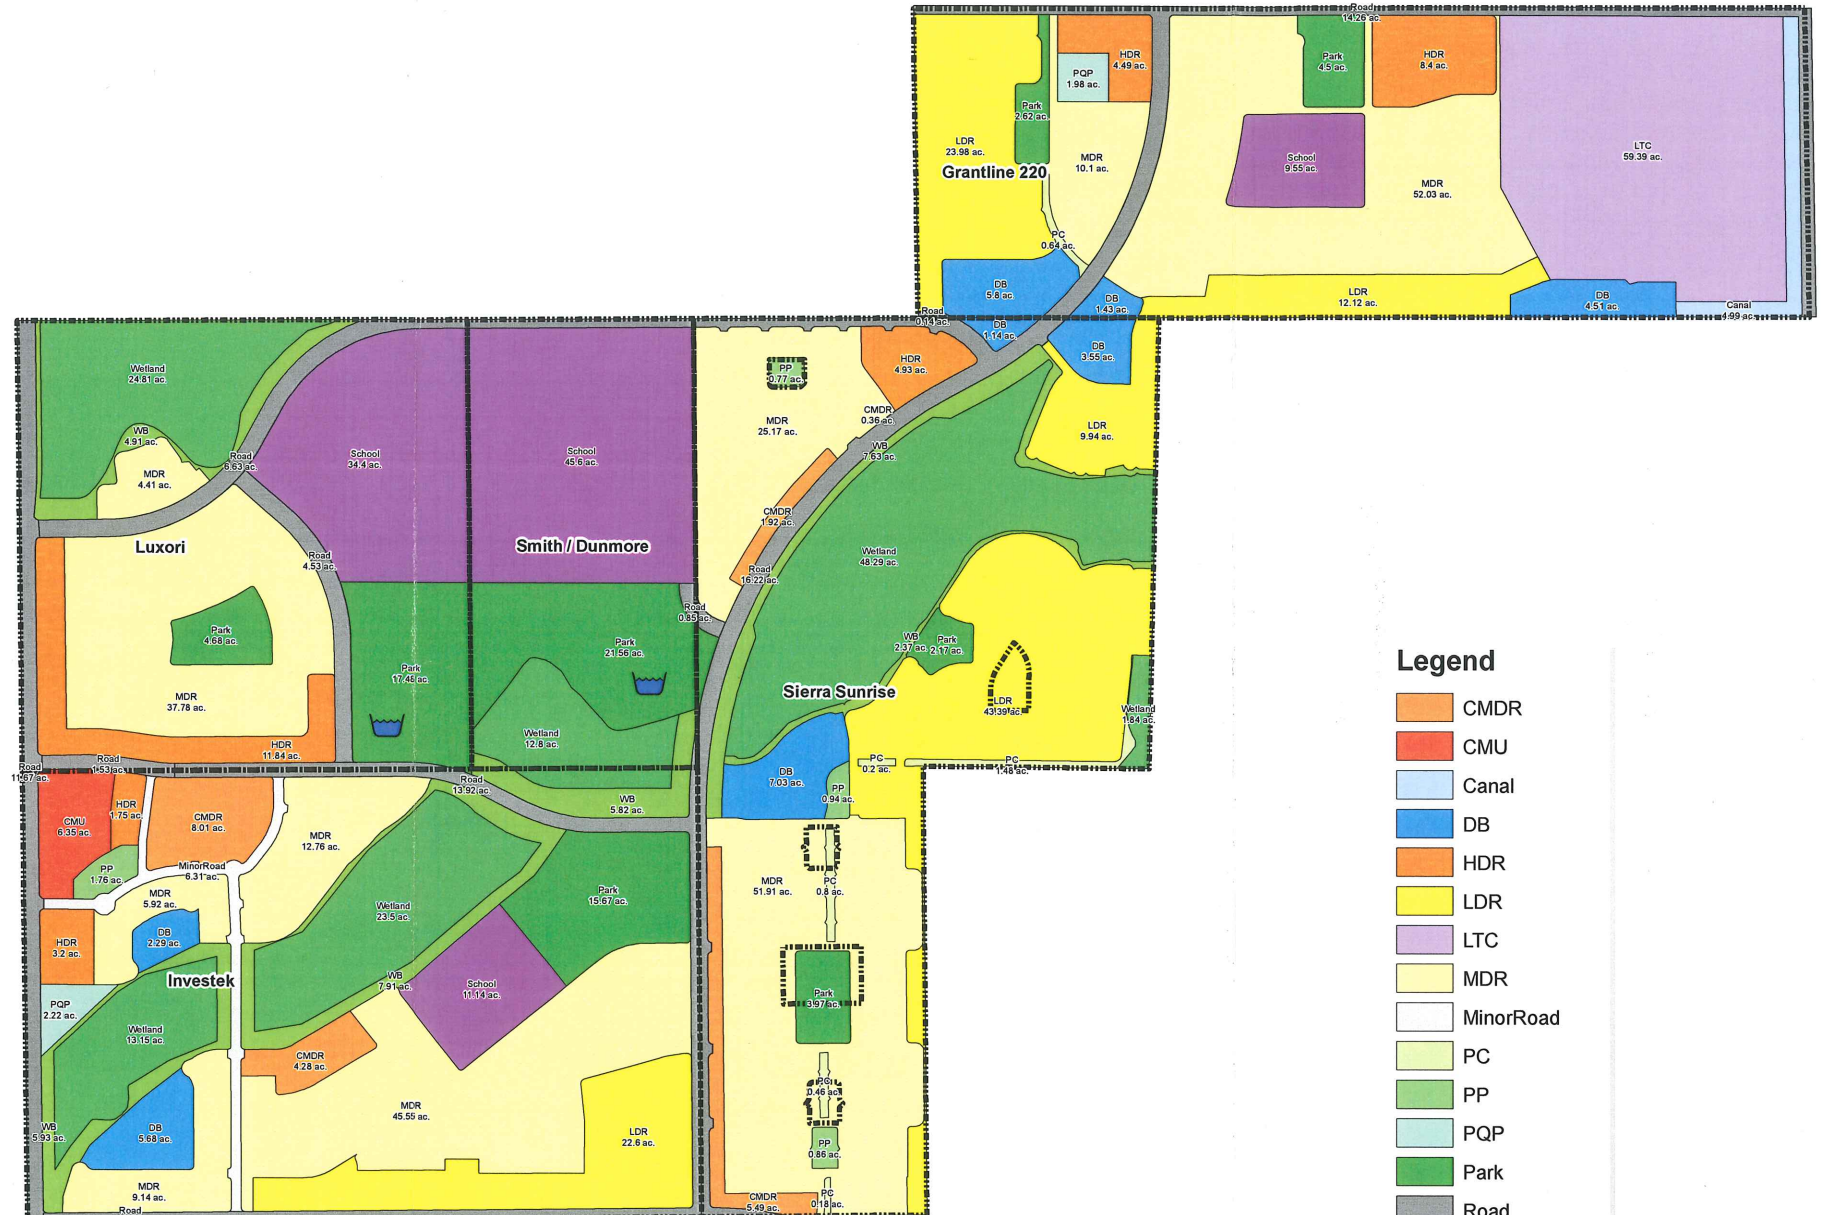 Road
14.26 ac.
HDR
4.49 ac.
PQP
1.98 ac.
Park
4.5 ac.
HDR
8.4 ac.
Park
2.62 ac.
LDR
23.98 ac.
Grantline 220
MDR
10.1 ac.
School
9.55 ac.
MDR
52.03 ac.
LTC
59.39 ac.
PC
0.64 ac.
DB
5.8 ac.
DB
1.43 ac.
LDR
12.12 ac.
DB
4.51 ac.
Canal
4.99 ac.
Road
0.14 ac.
DB
1.14 ac.
DB
3.55 ac.
Wetland
24.81 ac.
WB
4.91 ac.
MDR
4.41 ac.
Road
6.63 ac.
School
34.4 ac.
School
45.6 ac.
PP
0.77 ac.
HDR
4.93 ac.
MDR
25.17 ac.
CMDR
0.36 ac.
WB
7.63 ac.
LDR
9.94 ac.
CMDR
1.92 ac.
Luxori
Smith / Dunmore
Road
4.53 ac.
Road
16.22 ac.
Wetland
48.29 ac.
Road
0.85 ac.
Park
4.68 ac.
Park
17.46 ac.
Park
21.56 ac.
WB
2.37 ac.
Park
2.17 ac.
Sierra Sunrise
LDR
43.39 ac.
Wetland
1.84 ac.
MDR
37.78 ac.
HDR
11.84 ac.
Wetland
12.8 ac.
Road
11.67 ac.
Road
1.53 ac.
Road
13.92 ac.
DB
7.03 ac.
PP
0.94 ac.
PC
0.2 ac.
PC
1.48 ac.
CMU
6.35 ac.
HDR
1.75 ac.
CMDR
8.01 ac.
MDR
12.76 ac.
WB
5.82 ac.
PP
1.76 ac.
MinorRoad
6.31 ac.
MDR
5.92 ac.
Wetland
23.5 ac.
Park
15.67 ac.
MDR
51.91 ac.
PC
0.8 ac.
HDR
3.2 ac.
DB
2.29 ac.
Investek
WB
7.91 ac.
School
11.14 ac.
Park
3.97 ac.
PQP
2.22 ac.
Wetland
13.15 ac.
CMDR
4.28 ac.
PC
0.46 ac.
MDR
45.55 ac.
LDR
22.6 ac.
WB
5.93 ac.
DB
5.68 ac.
PP
0.86 ac.
MDR
9.14 ac.
Road
CMDR
5.49 ac.
PC
0.18 ac.
Legend
CMDR
CMU
Canal
DB
HDR
LDR
LTC
MDR
MinorRoad
PC
PP
PQP
Park
Road